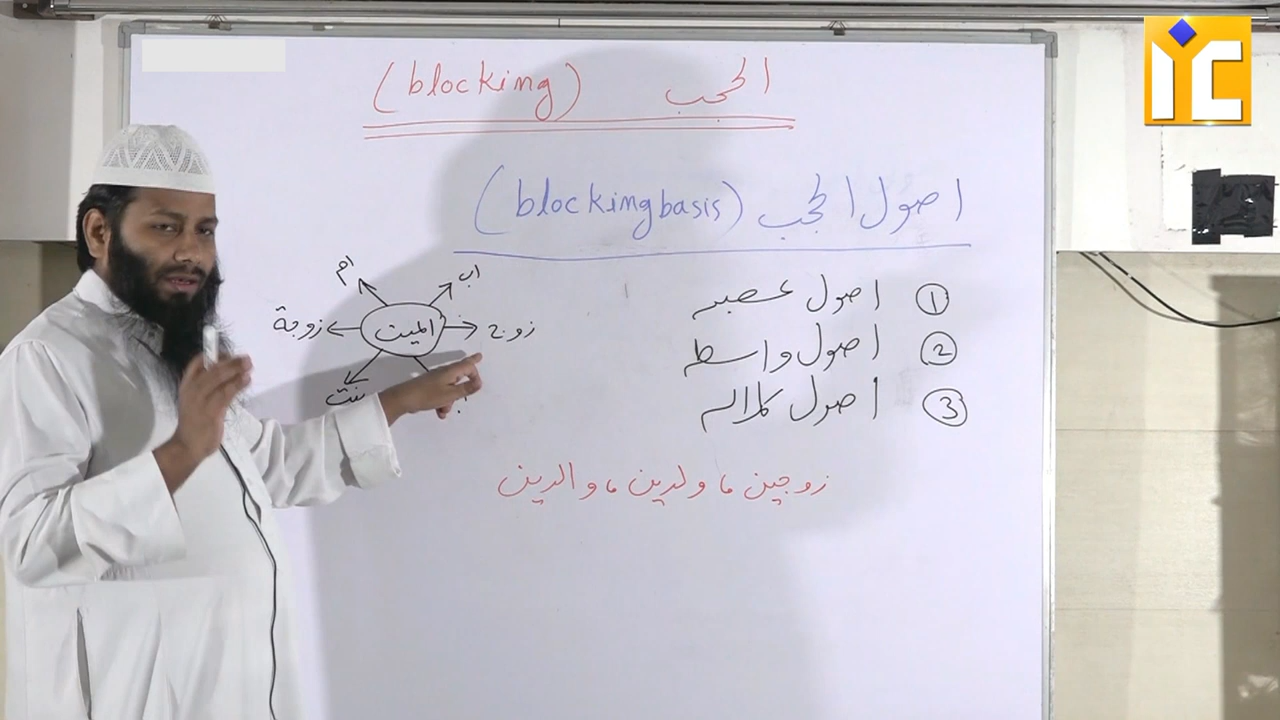 الحجب (blocking)
اصول الحجب (blocking basis)
① اصول عصبہ
② اصول واسطہ
③ اصول کلالہ
ام اب
زوجة الميت زوج
بنت
زوجین، ولدین، والدین
IC